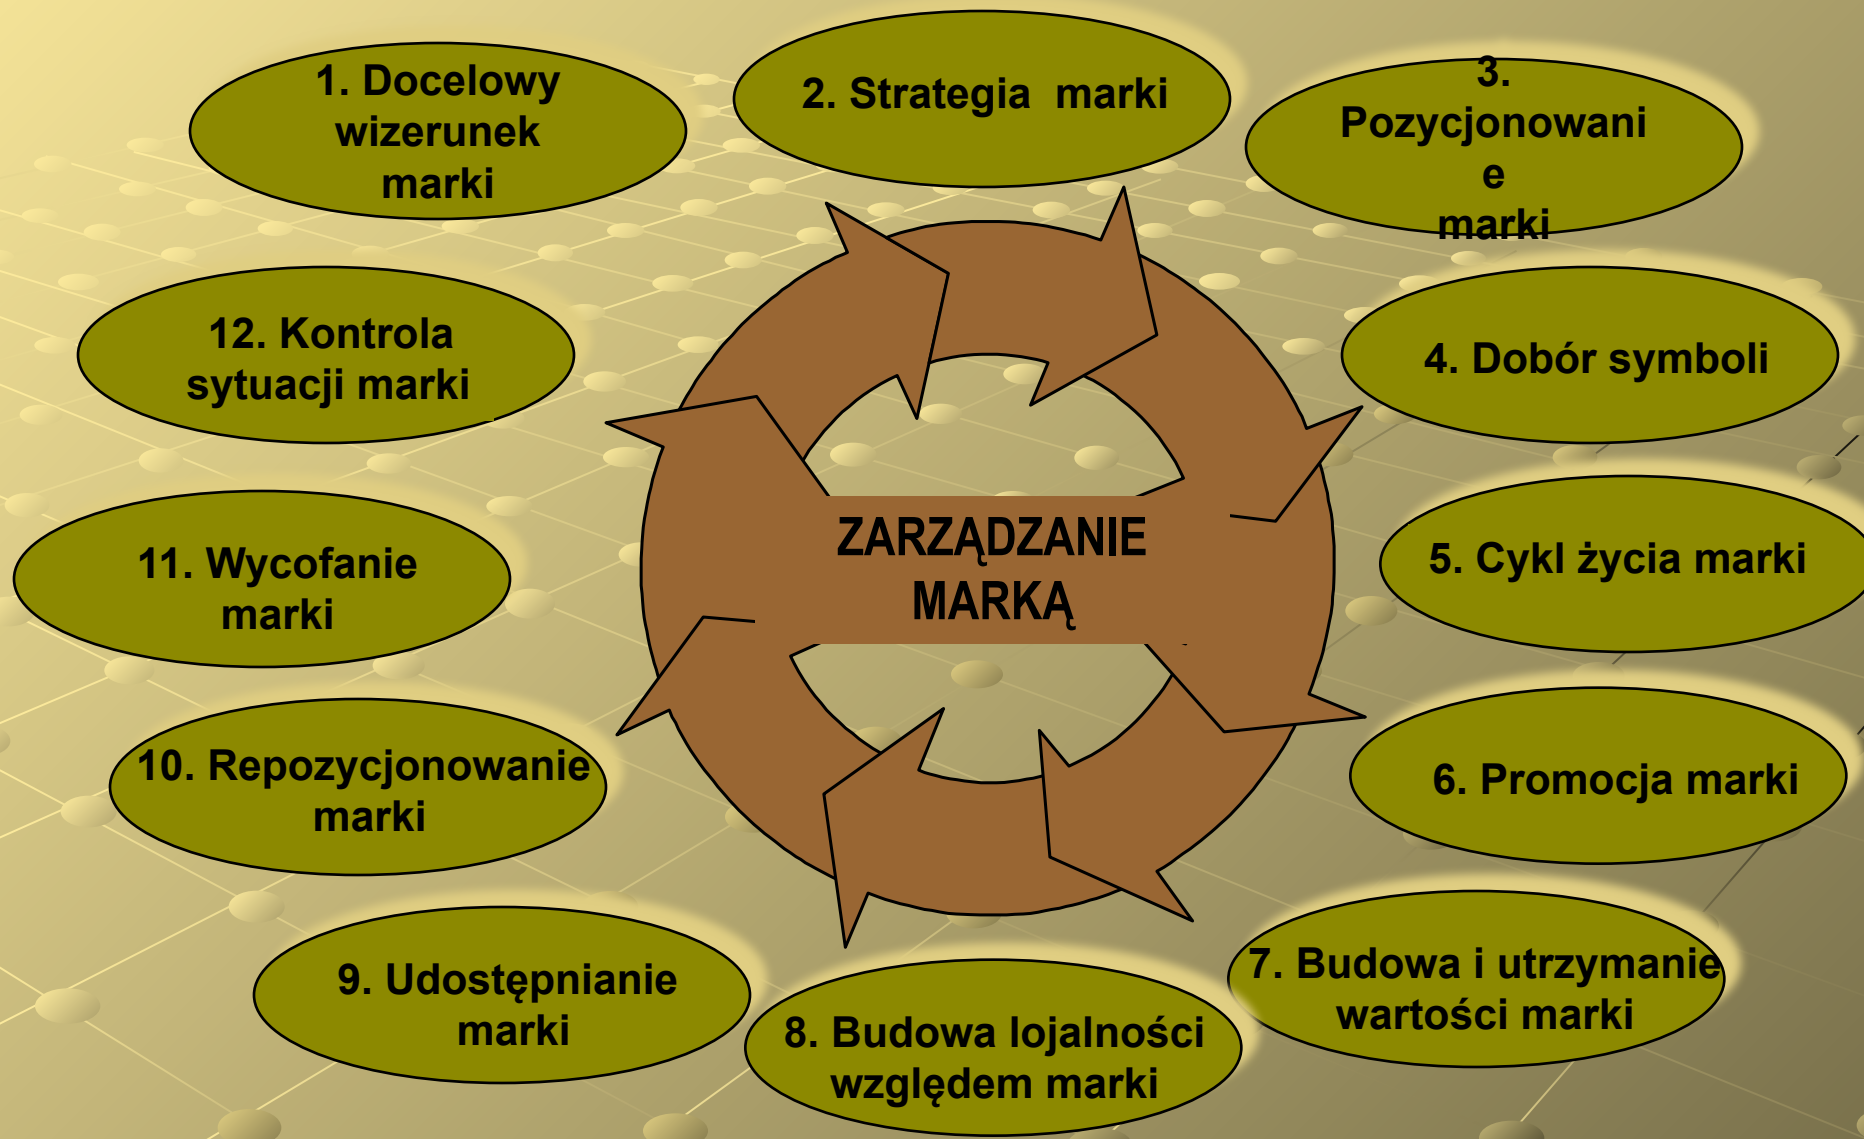 1. Docelowy
wizerunek
marki
2. Strategia marki
3.
Pozycjonowani
e
marki
4. Dobór symboli
5. Cykl życia marki
6. Promocja marki
7. Budowa i utrzymanie
wartości marki
8. Budowa lojalności
względem marki
9. Udostępnianie
marki
10. Repozycjonowanie
marki
11. Wycofanie
marki
12. Kontrola
sytuacji marki
ZARZĄDZANIE
MARKĄ